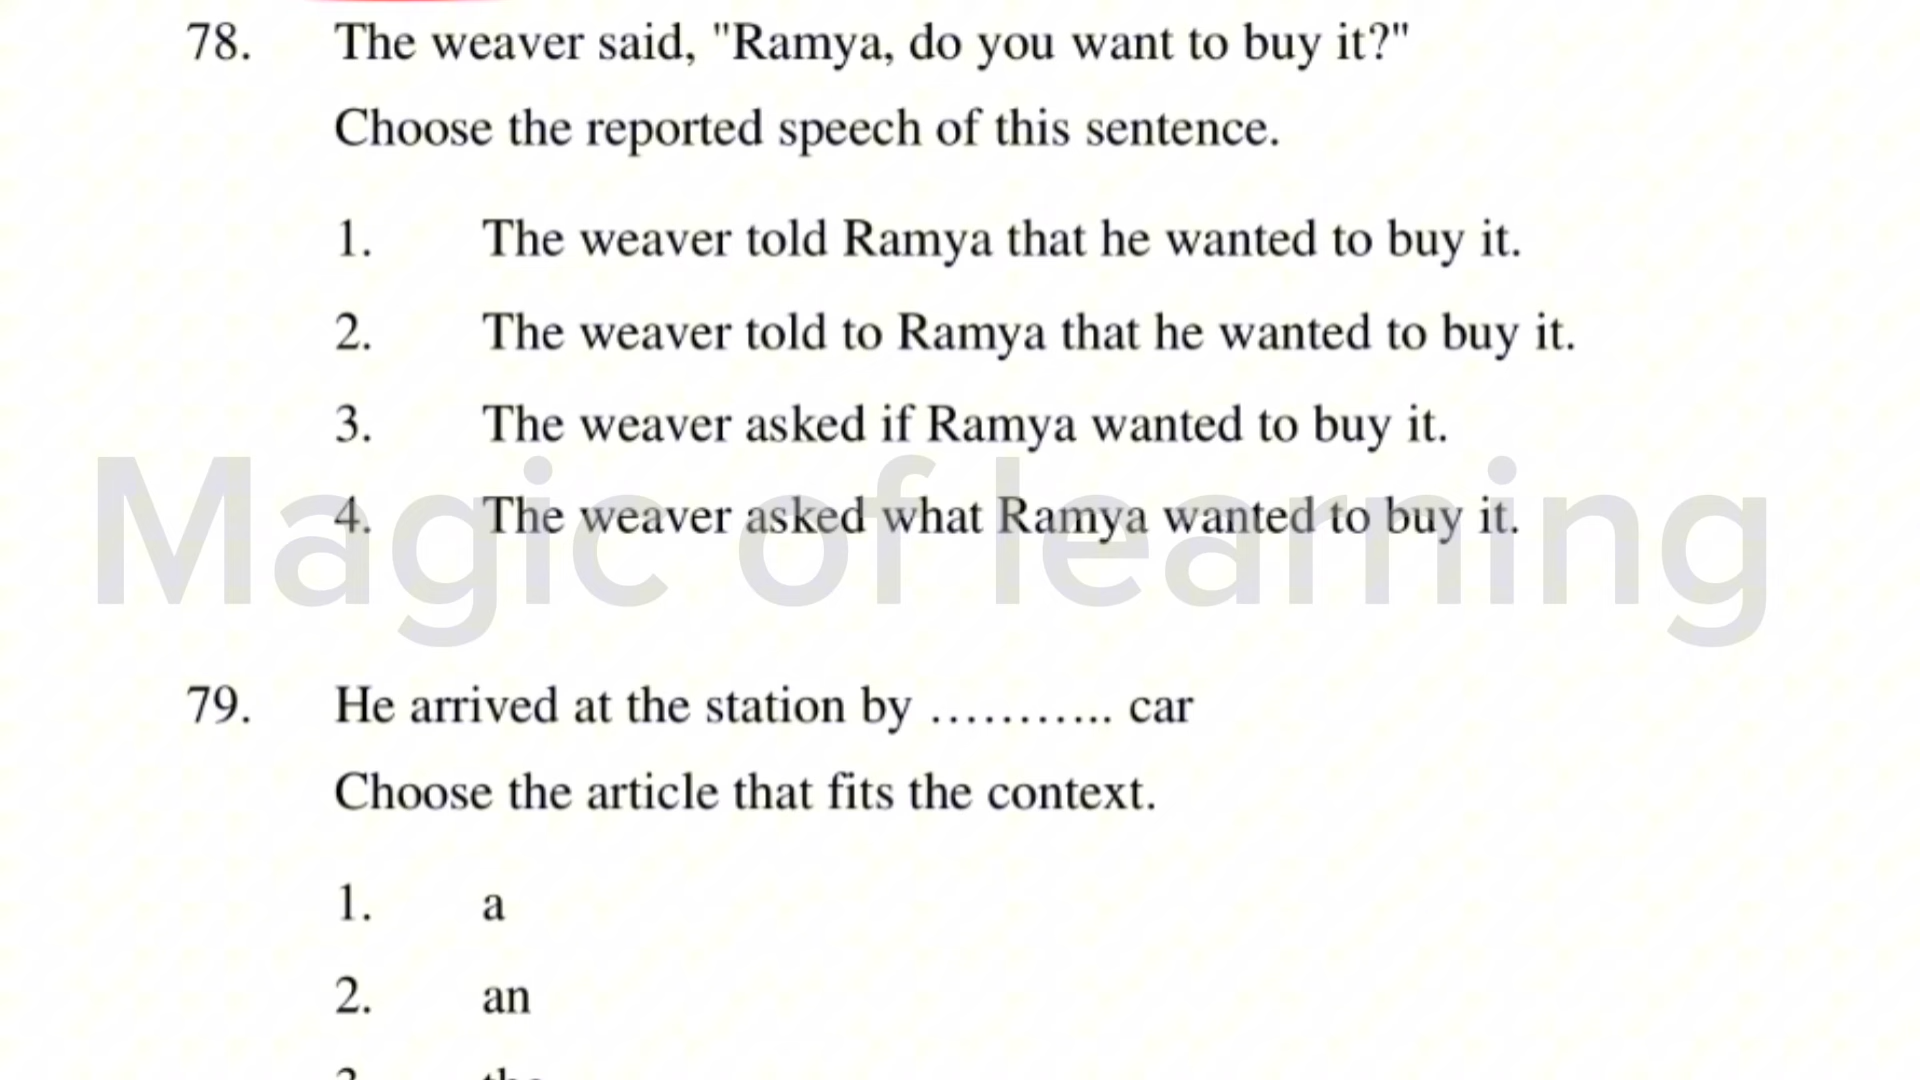 78. The weaver said, "Ramya, do you want to buy it?"
Choose the reported speech of this sentence.
1. The weaver told Ramya that he wanted to buy it.
2. The weaver told to Ramya that he wanted to buy it.
3. The weaver asked if Ramya wanted to buy it.
4. The weaver asked what Ramya wanted to buy it.
Magic of learning
79. He arrived at the station by ........... car
Choose the article that fits the context.
1. a
2. an